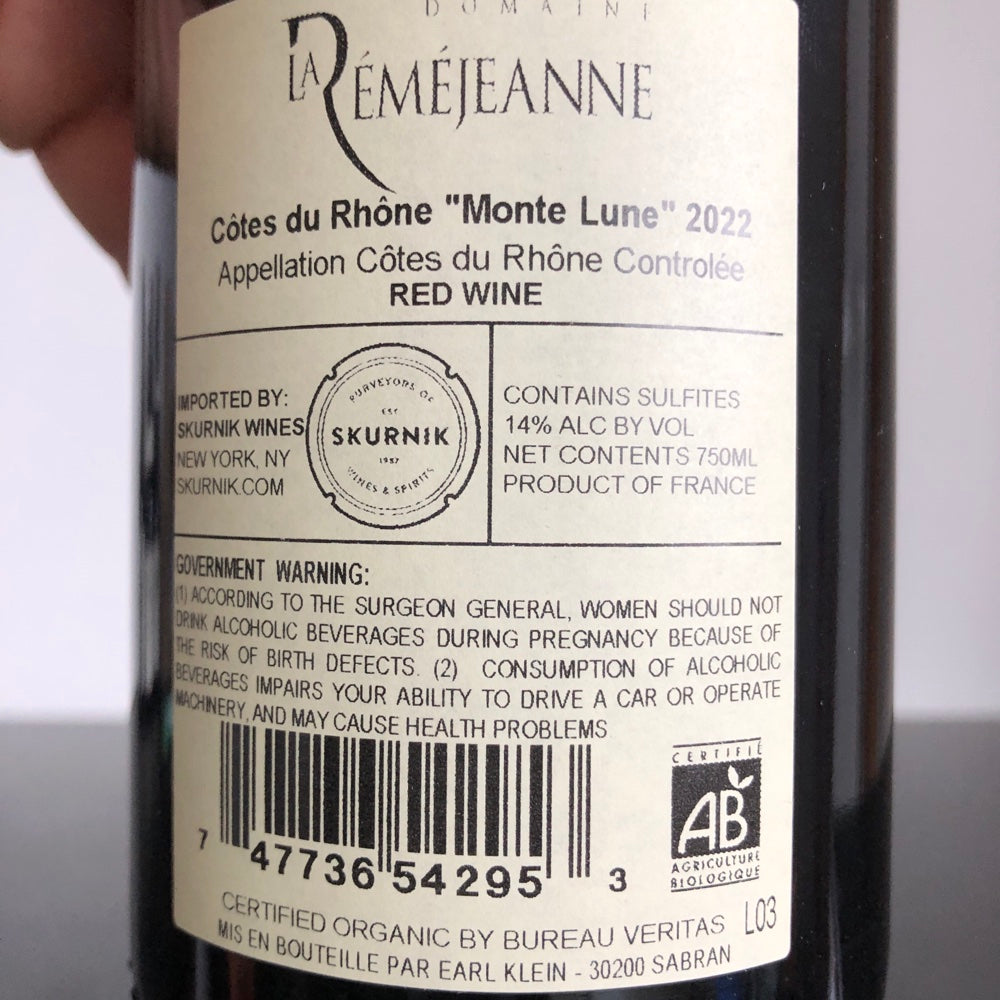 DOMAINE
LA RÉMÉJEANNE
Côtes du Rhône "Monte Lune" 2022
Appellation Côtes du Rhône Controlée
RED WINE
IMPORTED BY:
SKURNIK WINES
NEW YORK, NY
SKURNIK.COM
PURVEYORS OF
EST
SKURNIK
1987
WINES & SPIRITS
CONTAINS SULFITES
14% ALC BY VOL
NET CONTENTS 750ML
PRODUCT OF FRANCE
GOVERNMENT WARNING:
(1) ACCORDING TO THE SURGEON GENERAL, WOMEN SHOULD NOT
DRINK ALCOHOLIC BEVERAGES DURING PREGNANCY BECAUSE OF
THE RISK OF BIRTH DEFECTS. (2) CONSUMPTION OF ALCOHOLIC
BEVERAGES IMPAIRS YOUR ABILITY TO DRIVE A CAR OR OPERATE
MACHINERY, AND MAY CAUSE HEALTH PROBLEMS
7 47736 54295 3
CERTIFIÉ
AB
AGRICULTURE
BIOLOGIQUE
CERTIFIED ORGANIC BY BUREAU VERITAS L03
MIS EN BOUTEILLE PAR EARL KLEIN - 30200 SABRAN